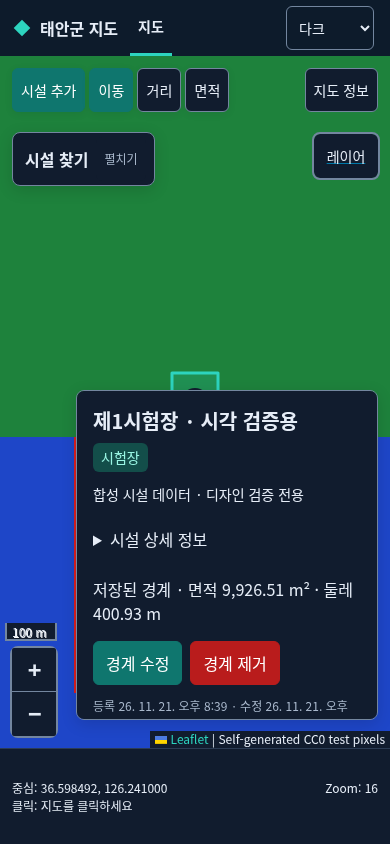 태안군 지도
지도
다크
시설 추가
이동
거리
면적
지도 정보
시설 찾기
펼치기
레이어
제1시험장 · 시각 검증용
시험장
합성 시설 데이터 · 디자인 검증 전용
▶ 시설 상세 정보
저장된 경계 · 면적 9,926.51 m² · 둘레
400.93 m
경계 수정
경계 제거
등록 26. 11. 21. 오후 8:39 · 수정 26. 11. 21. 오후
100 m
+
−
Leaflet | Self-generated CC0 test pixels
중심: 36.598492, 126.241000
Zoom: 16
클릭: 지도를 클릭하세요